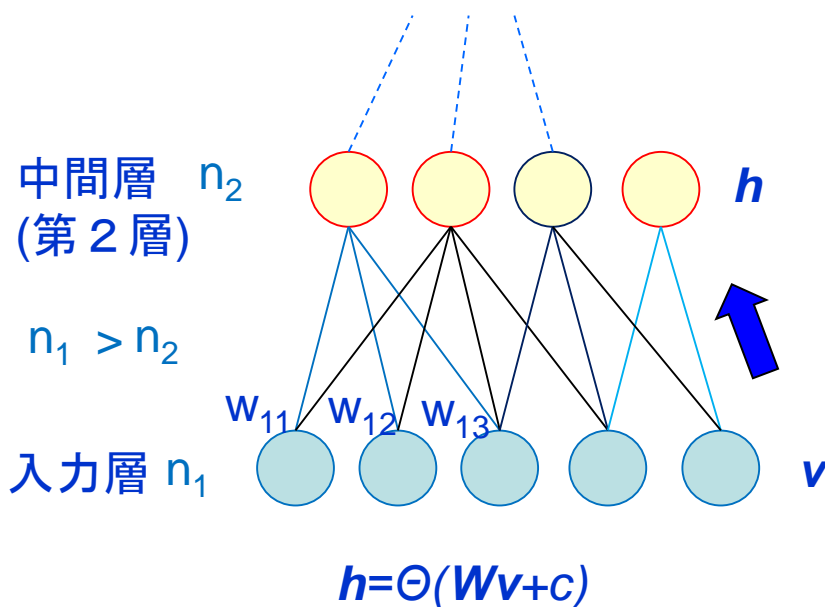 中間層 n₂
(第２層)
h
n₁ > n₂
w₁₁ w₁₂ w₁₃
入力層 n₁
v
h=Θ(Wv+c)